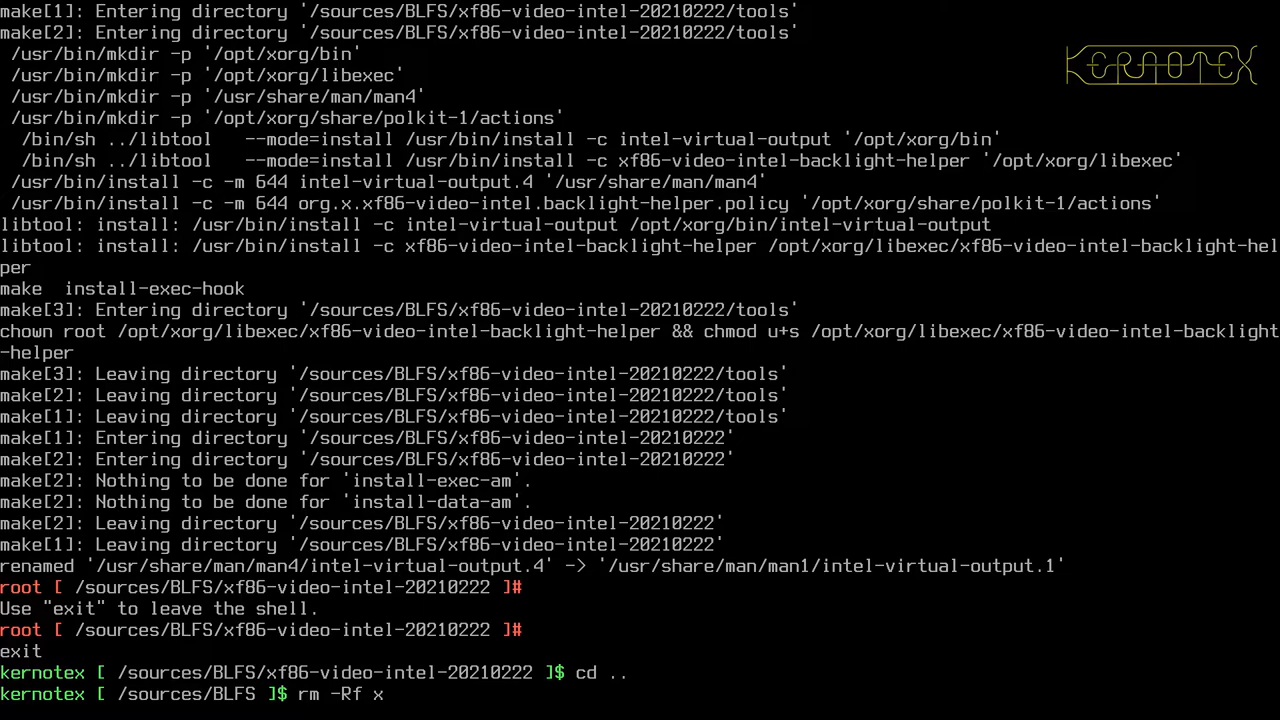 make[1]: Entering directory '/sources/BLFS/xf86-video-intel-20210222/tools'
make[2]: Entering directory '/sources/BLFS/xf86-video-intel-20210222/tools'
 /usr/bin/mkdir -p '/opt/xorg/bin'
 /usr/bin/mkdir -p '/opt/xorg/libexec'
 /usr/bin/mkdir -p '/usr/share/man/man4'
 /usr/bin/mkdir -p '/opt/xorg/share/polkit-1/actions'
  /bin/sh ../libtool   --mode=install /usr/bin/install -c intel-virtual-output '/opt/xorg/bin'
  /bin/sh ../libtool   --mode=install /usr/bin/install -c xf86-video-intel-backlight-helper '/opt/xorg/libexec'
 /usr/bin/install -c -m 644 intel-virtual-output.4 '/usr/share/man/man4'
 /usr/bin/install -c -m 644 org.x.xf86-video-intel.backlight-helper.policy '/opt/xorg/share/polkit-1/actions'
libtool: install: /usr/bin/install -c intel-virtual-output /opt/xorg/bin/intel-virtual-output
libtool: install: /usr/bin/install -c xf86-video-intel-backlight-helper /opt/xorg/libexec/xf86-video-intel-backlight-hel
per
make  install-exec-hook
make[3]: Entering directory '/sources/BLFS/xf86-video-intel-20210222/tools'
chown root /opt/xorg/libexec/xf86-video-intel-backlight-helper && chmod u+s /opt/xorg/libexec/xf86-video-intel-backlight
-helper
make[3]: Leaving directory '/sources/BLFS/xf86-video-intel-20210222/tools'
make[2]: Leaving directory '/sources/BLFS/xf86-video-intel-20210222/tools'
make[1]: Leaving directory '/sources/BLFS/xf86-video-intel-20210222/tools'
make[1]: Entering directory '/sources/BLFS/xf86-video-intel-20210222'
make[2]: Entering directory '/sources/BLFS/xf86-video-intel-20210222'
make[2]: Nothing to be done for 'install-exec-am'.
make[2]: Nothing to be done for 'install-data-am'.
make[2]: Leaving directory '/sources/BLFS/xf86-video-intel-20210222'
make[1]: Leaving directory '/sources/BLFS/xf86-video-intel-20210222'
renamed '/usr/share/man/man4/intel-virtual-output.4' -> '/usr/share/man/man1/intel-virtual-output.1'
root [ /sources/BLFS/xf86-video-intel-20210222 ]#
Use "exit" to leave the shell.
root [ /sources/BLFS/xf86-video-intel-20210222 ]#
exit
kernotex [ /sources/BLFS/xf86-video-intel-20210222 ]$ cd ..
kernotex [ /sources/BLFS ]$ rm -Rf x
KERNOTEX